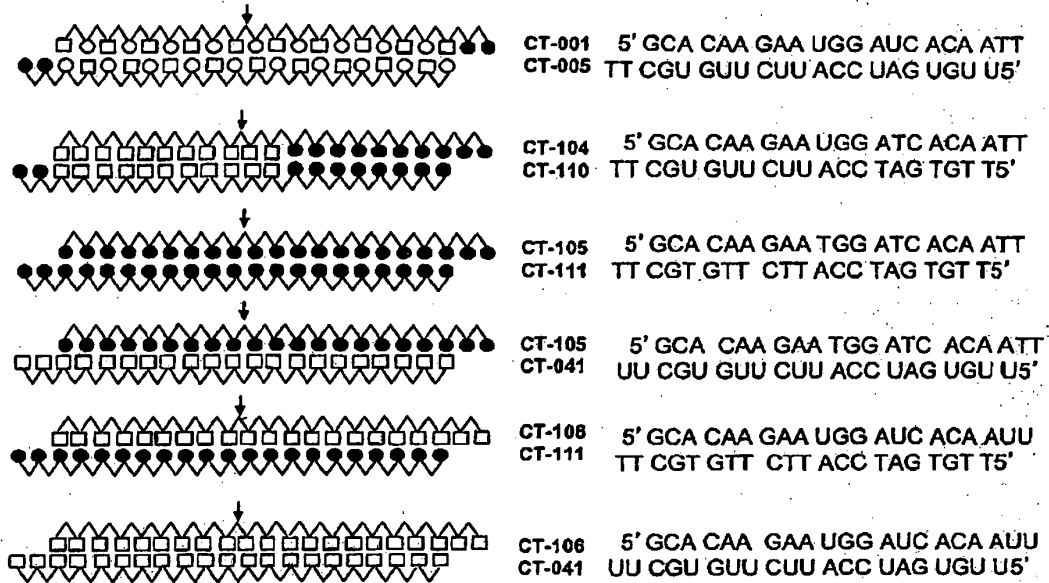 CT-001 5' GCA CAA GAA UGG AUC ACA ATT
CT-005 TT CGU GUU CUU ACC UAG UGU U5'
CT-104 5' GCA CAA GAA UGG ATC ACA ATT
CT-110 TT CGU GUU CUU ACC TAG TGT T5'
CT-105 5' GCA CAA GAA TGG ATC ACA ATT
CT-111 TT CGT GTT CTT ACC TAG TGT T5'
CT-105 5' GCA CAA GAA TGG ATC ACA ATT
CT-041 UU CGU GUU CUU ACC UAG UGU U5'
CT-108 5' GCA CAA GAA UGG AUC ACA AUU
CT-111 TT CGT GTT CTT ACC TAG TGT T5'
CT-106 5' GCA CAA GAA UGG AUC ACA AUU
CT-041 UU CGU GUU CUU ACC UAG UGU U5'